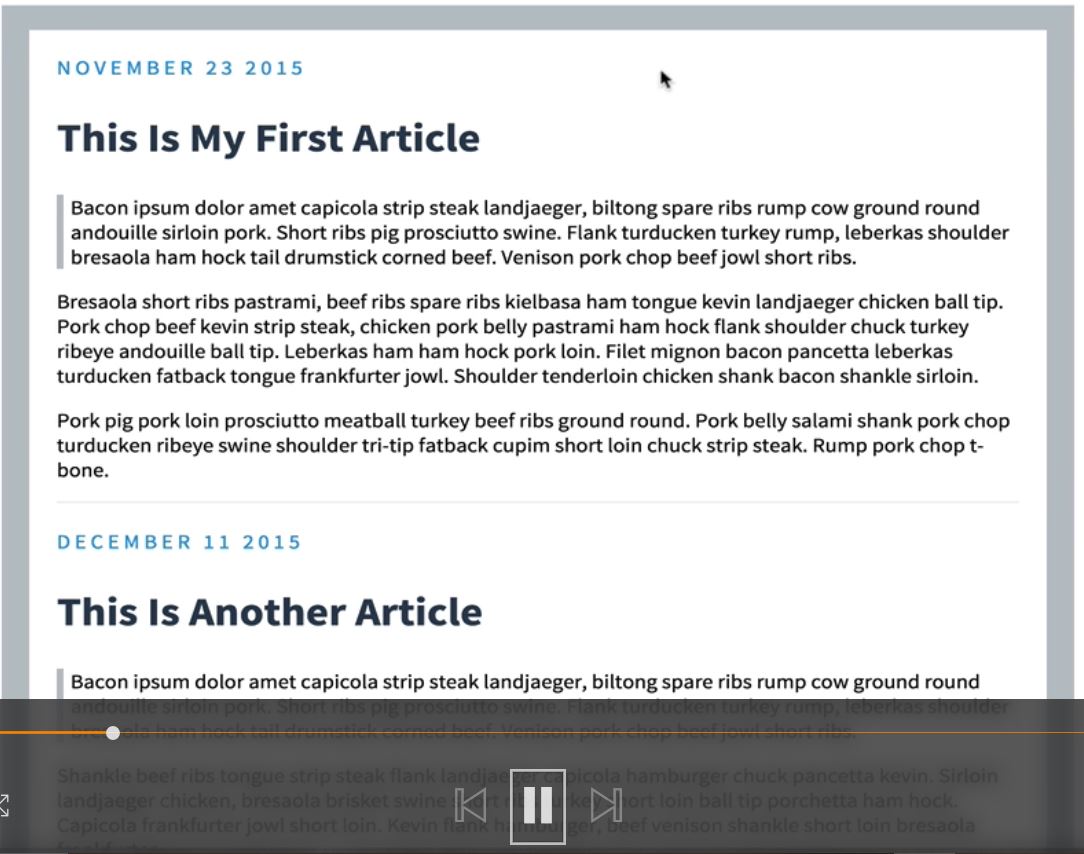 NOVEMBER 23 2015
This Is My First Article
Bacon ipsum dolor amet capicola strip steak landjaeger, biltong spare ribs rump cow ground round
andouille sirloin pork. Short ribs pig prosciutto swine. Flank turducken turkey rump, leberkas shoulder
bresaola ham hock tail drumstick corned beef. Venison pork chop beef jowl short ribs.
Bresaola short ribs pastrami, beef ribs spare ribs kielbasa ham tongue kevin landjaeger chicken ball tip.
Pork chop beef kevin strip steak, chicken pork belly pastrami ham hock flank shoulder chuck turkey
ribeye andouille ball tip. Leberkas ham ham hock pork loin. Filet mignon bacon pancetta leberkas
turducken fatback tongue frankfurter jowl. Shoulder tenderloin chicken shank bacon shankle sirloin.
Pork pig pork loin prosciutto meatball turkey beef ribs ground round. Pork belly salami shank pork chop
turducken ribeye swine shoulder tri-tip fatback cupim short loin chuck strip steak. Rump pork chop t-
bone.
DECEMBER 11 2015
This Is Another Article
Bacon ipsum dolor amet capicola strip steak landjaeger, biltong spare ribs rump cow ground round
andouille sirloin pork. Short ribs pig prosciutto swine. Flank turducken turkey rump, leberkas shoulder
bresaola ham hock tail drumstick corned beef. Venison pork chop beef jowl short ribs.
Shankle beef ribs tongue strip steak flank landjaeger capicola hamburger chuck pancetta kevin. Sirloin
landjaeger chicken, bresaola brisket swine short ribs turkey short loin ball tip porchetta ham hock.
Capicola frankfurter jowl short loin. Kevin flank hamburger, beef venison shankle short loin bresaola